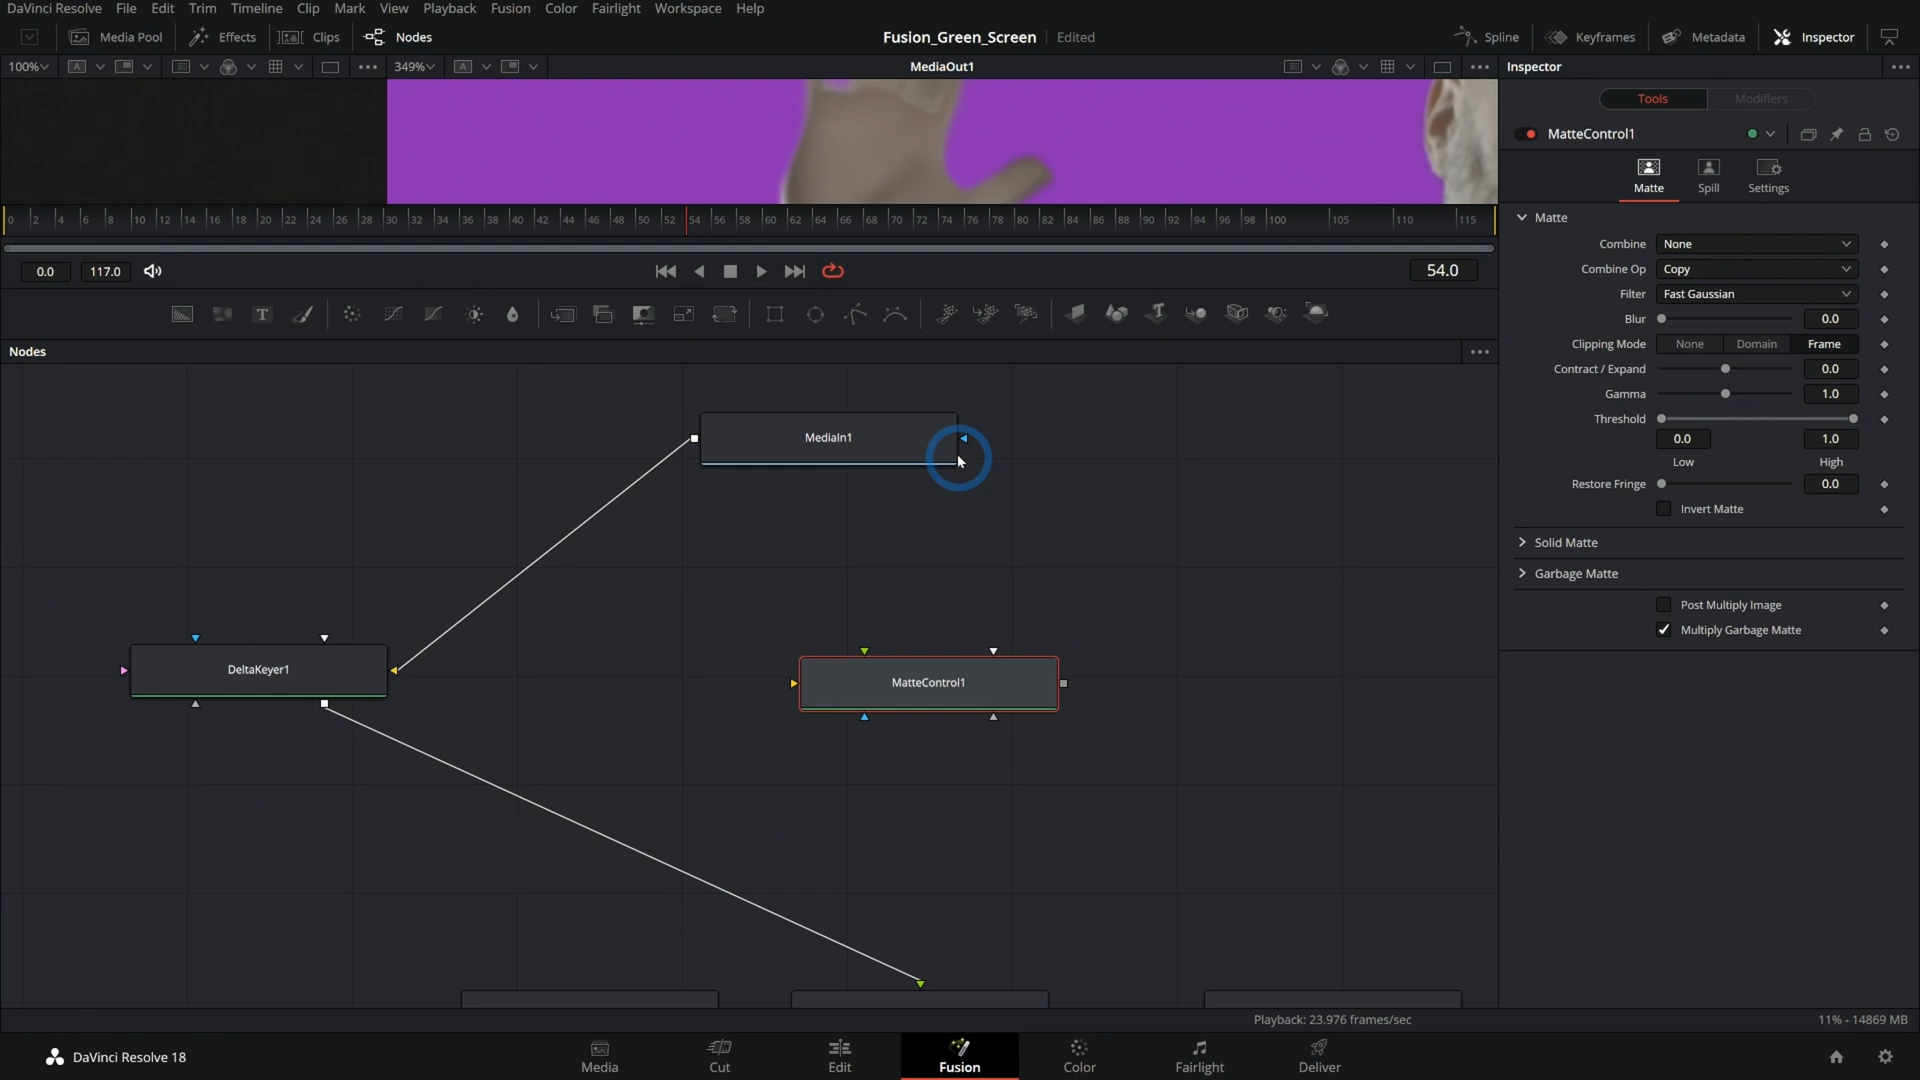 DaVinci Resolve File Edit Trim Timeline Clip Mark View Playback Fusion Color Fairlight Workspace Help
Media Pool Effects Clips Nodes Fusion_Green_Screen Edited Spline Keyframes Metadata Inspector
100% A 349% A MediaOut1 Inspector
Tools Modifiers
MatteControl1
Matte Spill Settings
0 2 4 6 8 10 12 14 16 18 20 22 24 26 28 30 32 34 36 38 40 42 44 46 48 50 52 54 56 58 60 62 64 66 68 70 72 74 76 78 80 82 84 86 88 90 92 94 96 98 100 105 110 115
Matte
Combine None
Combine Op Copy
0.0 117.0 54.0
Filter Fast Gaussian
Blur 0.0
T T
Clipping Mode None Domain Frame
Nodes
Contract / Expand 0.0
Gamma 1.0
Threshold
0.0 1.0
Low High
MediaIn1
Restore Fringe 0.0
Invert Matte
Solid Matte
Garbage Matte
Post Multiply Image
Multiply Garbage Matte
DeltaKeyer1
MatteControl1
Playback: 23.976 frames/sec 11% - 14869 MB
DaVinci Resolve 18 Media Cut Edit Fusion Color Fairlight Deliver